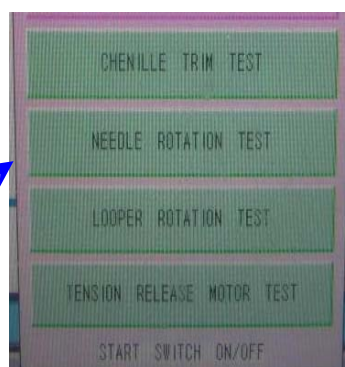 CHENILLE TRIM TEST
NEEDLE ROTATION TEST
LOOPER ROTATION TEST
TENSION RELEASE MOTOR TEST
START SWITCH ON/OFF